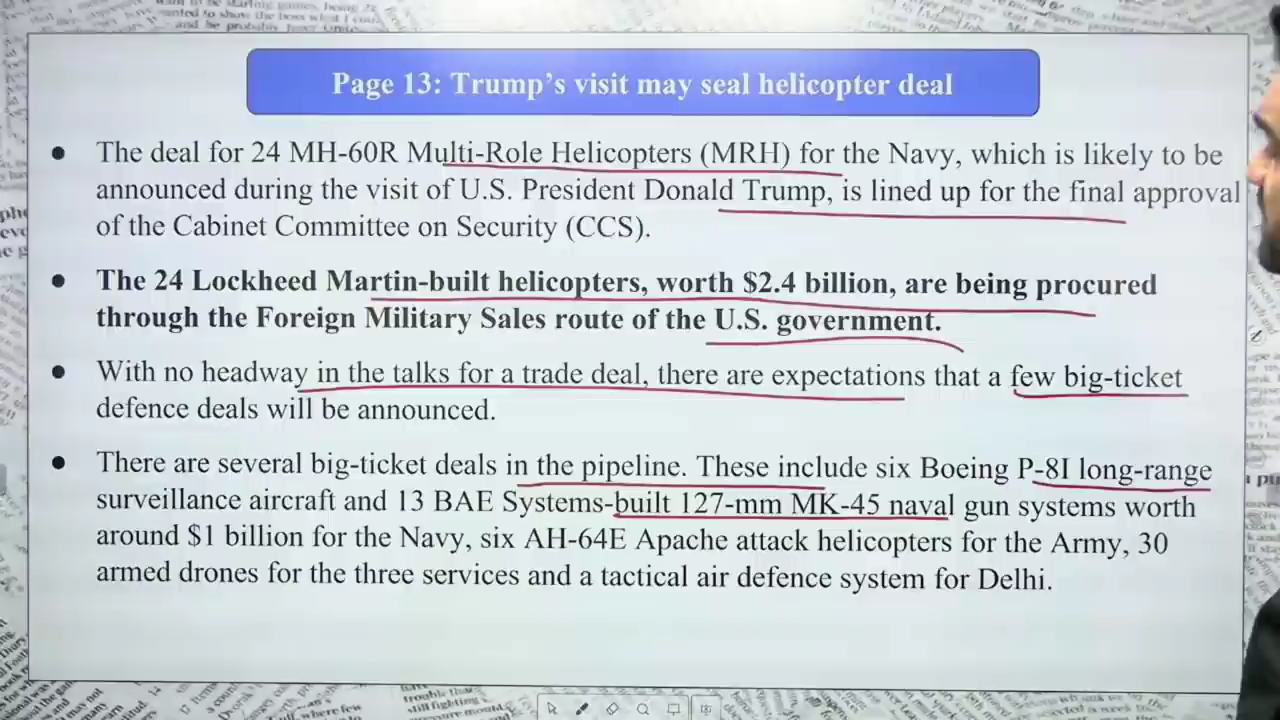 Page 13: Trump's visit may seal helicopter deal
● The deal for 24 MH-60R Multi-Role Helicopters (MRH) for the Navy, which is likely to be
announced during the visit of U.S. President Donald Trump, is lined up for the final approval
of the Cabinet Committee on Security (CCS).
● The 24 Lockheed Martin-built helicopters, worth $2.4 billion, are being procured
through the Foreign Military Sales route of the U.S. government.
● With no headway in the talks for a trade deal, there are expectations that a few big-ticket
defence deals will be announced.
● There are several big-ticket deals in the pipeline. These include six Boeing P-8I long-range
surveillance aircraft and 13 BAE Systems-built 127-mm MK-45 naval gun systems worth
around $1 billion for the Navy, six AH-64E Apache attack helicopters for the Army, 30
armed drones for the three services and a tactical air defence system for Delhi.